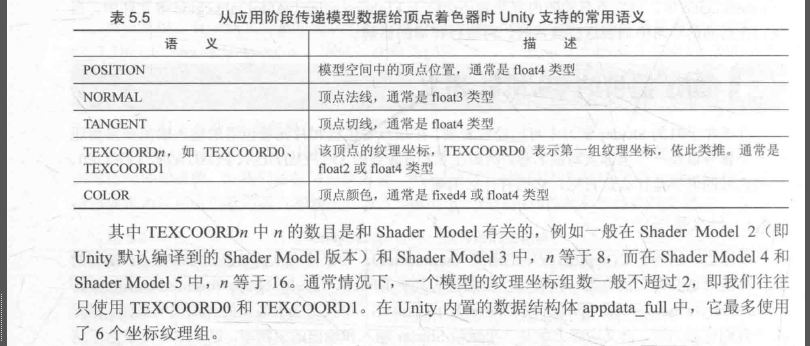 表 5.5 从应用阶段传递模型数据给顶点着色器时 Unity 支持的常用语义
语 义 描 述
POSITION 模型空间中的顶点位置，通常是 float4 类型
NORMAL 顶点法线，通常是 float3 类型
TANGENT 顶点切线，通常是 float4 类型
TEXCOORDn，如 TEXCOORD0、 该顶点的纹理坐标，TEXCOORD0 表示第一组纹理坐标，依此类推。通常是
TEXCOORD1 float2 或 float4 类型
COLOR 顶点颜色，通常是 fixed4 或 float4 类型
其中 TEXCOORDn 中 n 的数目是和 Shader Model 有关的，例如一般在 Shader Model 2（即
Unity 默认编译到的 Shader Model 版本）和 Shader Model 3 中，n 等于 8，而在 Shader Model 4 和
Shader Model 5 中，n 等于 16。通常情况下，一个模型的纹理坐标组数一般不超过 2，即我们往往
只使用 TEXCOORD0 和 TEXCOORD1。在 Unity 内置的数据结构体 appdata_full 中，它最多使用
了 6 个坐标纹理组。